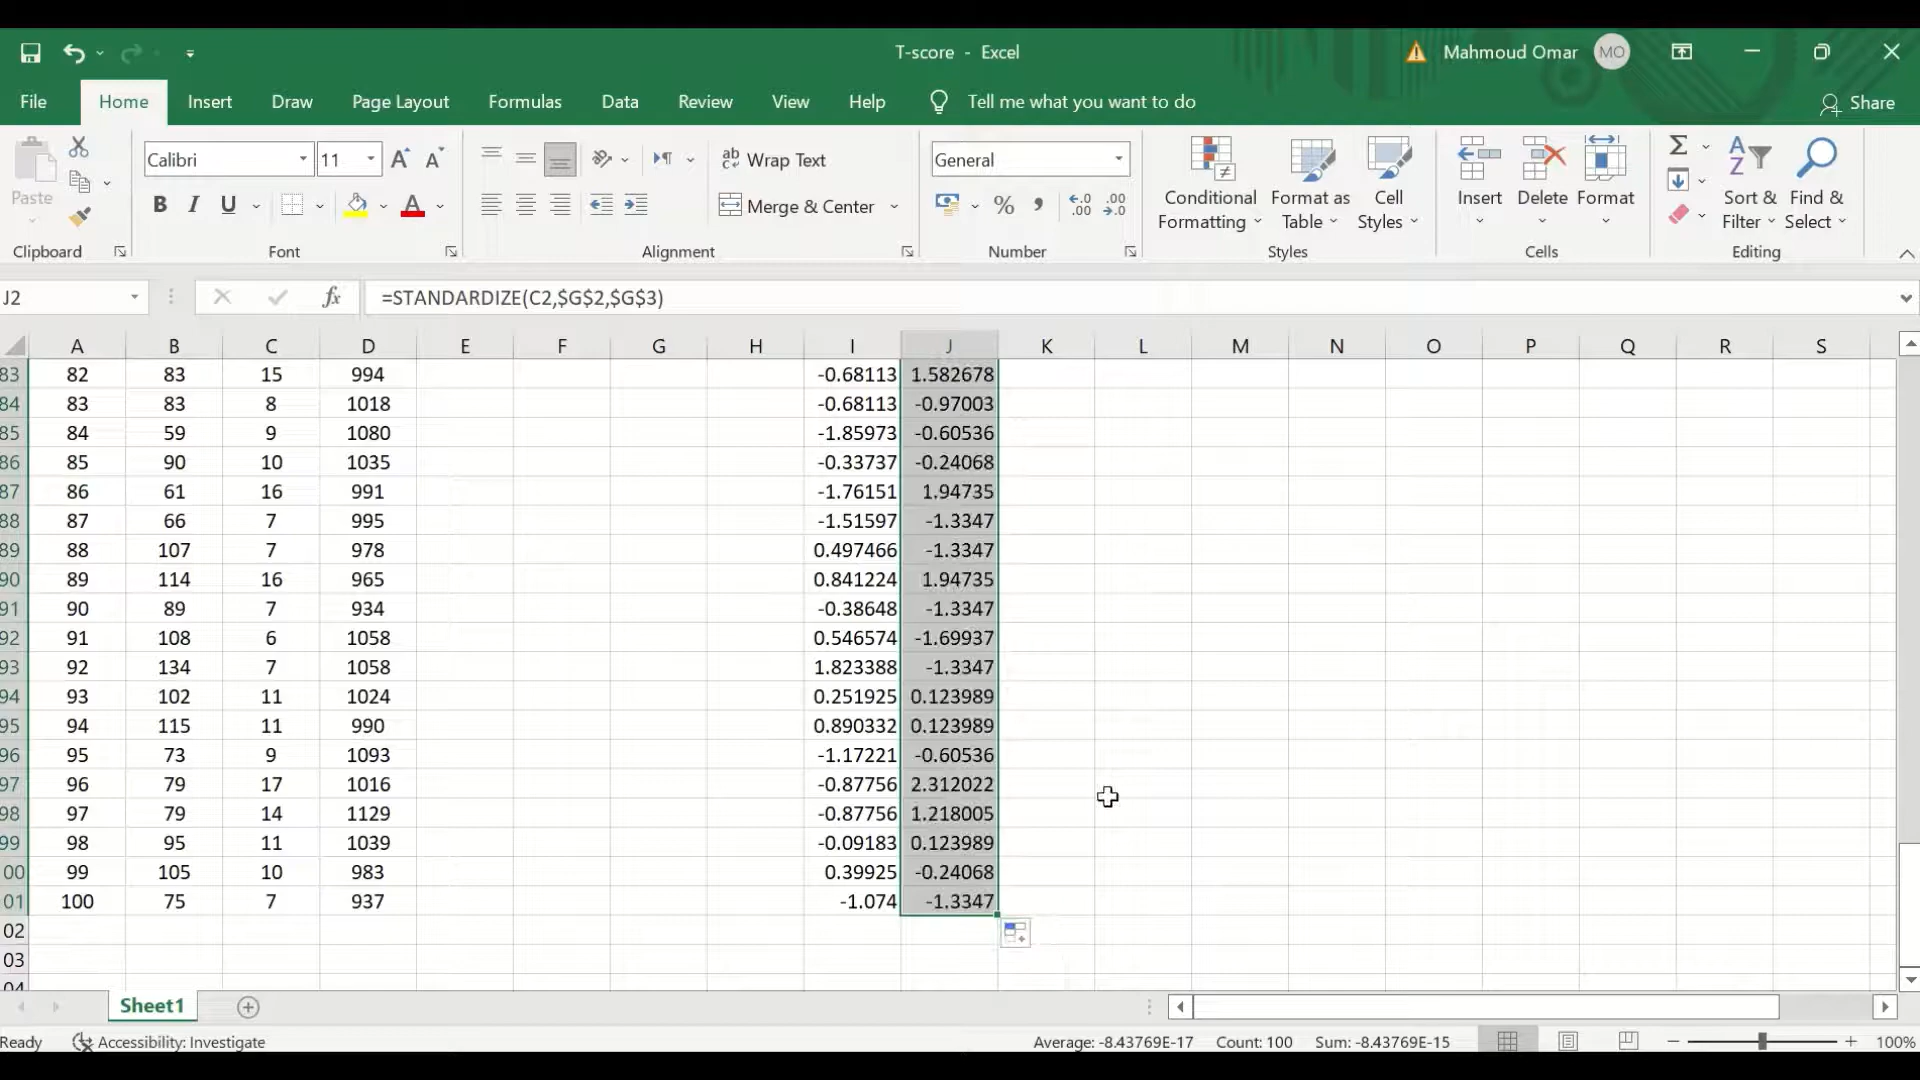 T-score - Excel
Mahmoud Omar MO
File Home Insert Draw Page Layout Formulas Data Review View Help Tell me what you want to do Share
Paste
Clipboard
Calibri 11
B I U
Font
Wrap Text
Merge & Center
Alignment
General
Number
Conditional Formatting
Format as Table
Cell Styles
Styles
Insert Delete Format
Cells
Sort & Filter
Find & Select
Editing
J2 fx =STANDARDIZE(C2,$G$2,$G$3)
A B C D E F G H I J K L M N O P Q R S
83 82 83 15 994 -0.68113 1.582678
84 83 83 8 1018 -0.68113 -0.97003
85 84 59 9 1080 -1.85973 -0.60536
86 85 90 10 1035 -0.33737 -0.24068
87 86 61 16 991 -1.76151 1.94735
88 87 66 7 995 -1.51597 -1.3347
89 88 107 7 978 0.497466 -1.3347
90 89 114 16 965 0.841224 1.94735
91 90 89 7 934 -0.38648 -1.3347
92 91 108 6 1058 0.546574 -1.69937
93 92 134 7 1058 1.823388 -1.3347
94 93 102 11 1024 0.251925 0.123989
95 94 115 11 990 0.890332 0.123989
96 95 73 9 1093 -1.17221 -0.60536
97 96 79 17 1016 -0.87756 2.312022
98 97 79 14 1129 -0.87756 1.218005
99 98 95 11 1039 -0.09183 0.123989
00 99 105 10 983 0.39925 -0.24068
01 100 75 7 937 -1.074 -1.3347
02
03
04
Sheet1
Ready Accessibility: Investigate Average: -8.43769E-17 Count: 100 Sum: -8.43769E-15 100%